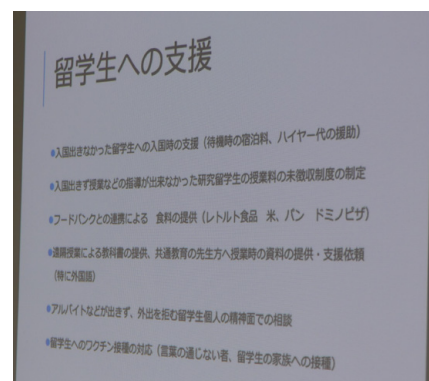 留学生への支援
●入国出きなかった留学生への入国時の支援（待機時の宿泊料、ハイヤー代の援助）
●入国出きず授業などの指導が出来なかった研究留学生の授業料の未徴収制度の制定
●フードバンクとの連携による　食料の提供（レトルト食品　米、パン　ドミノピザ）
●遠隔授業による教科書の提供、共通教育の先生方へ授業時の資料の提供・支援依頼
（特に外国語）
●アルバイトなどが出きず、外出を拒む留学生個人の精神面での相談
●留学生へのワクチン接種の対応（言葉の通じない者、留学生の家族への接種）